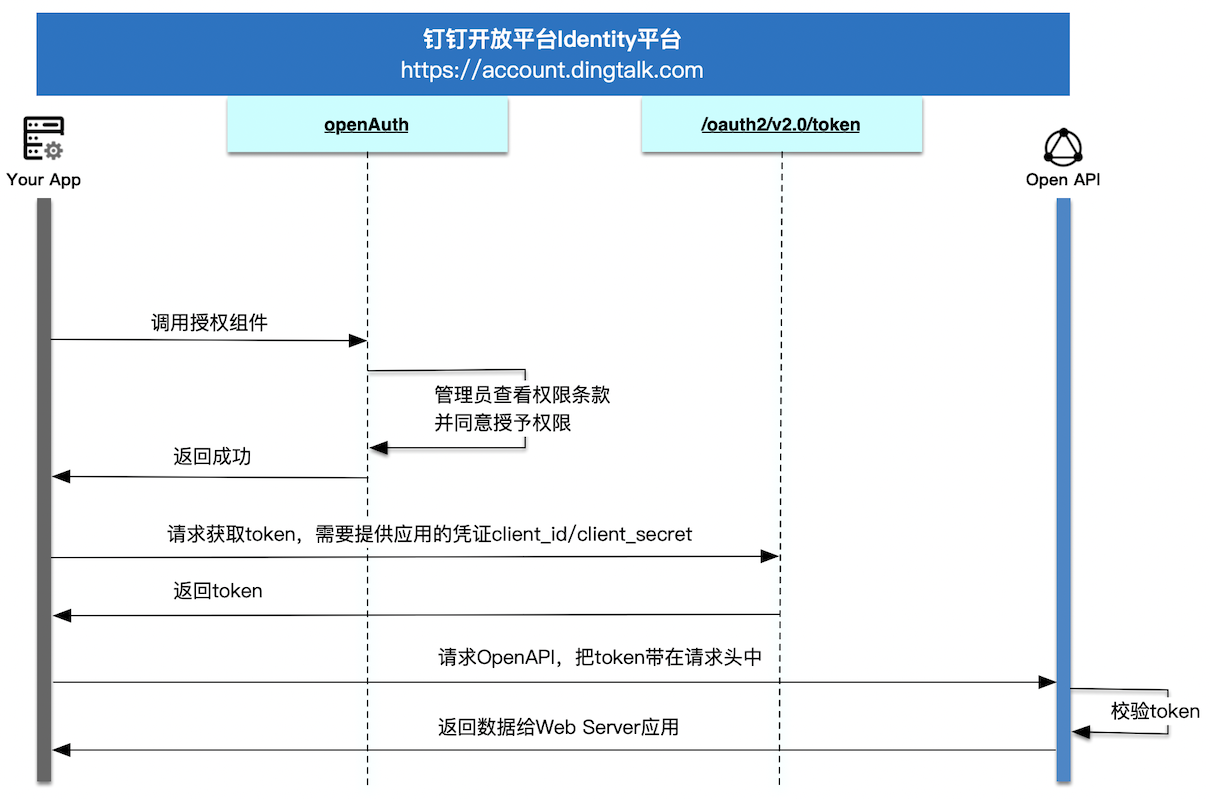 钉钉开放平台Identity平台
https://account.dingtalk.com
openAuth
/oauth2/v2.0/token
Your App
Open API
调用授权组件
管理员查看权限条款
并同意授予权限
返回成功
请求获取token，需要提供应用的凭证client_id/client_secret
返回token
请求OpenAPI，把token带在请求头中
校验token
返回数据给Web Server应用